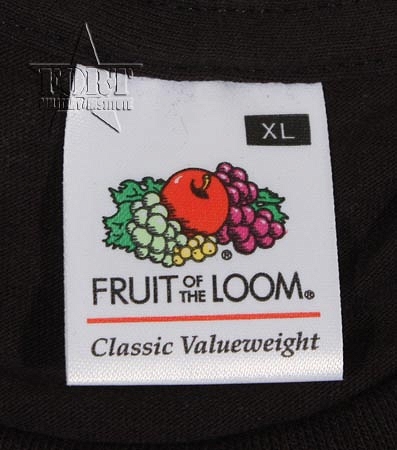 FORT
XL
®
FRUIT OF THE LOOM®
Classic Valueweight